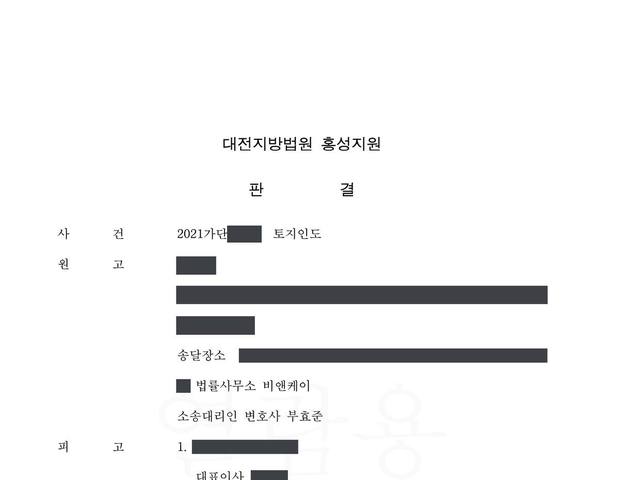 대전지방법원 홍성지원
판 결
사 건 2021가단 토지인도
원 고
송달장소
법률사무소 비앤케이
소송대리인 변호사 부효준
피 고 1.
대표이사
열람용